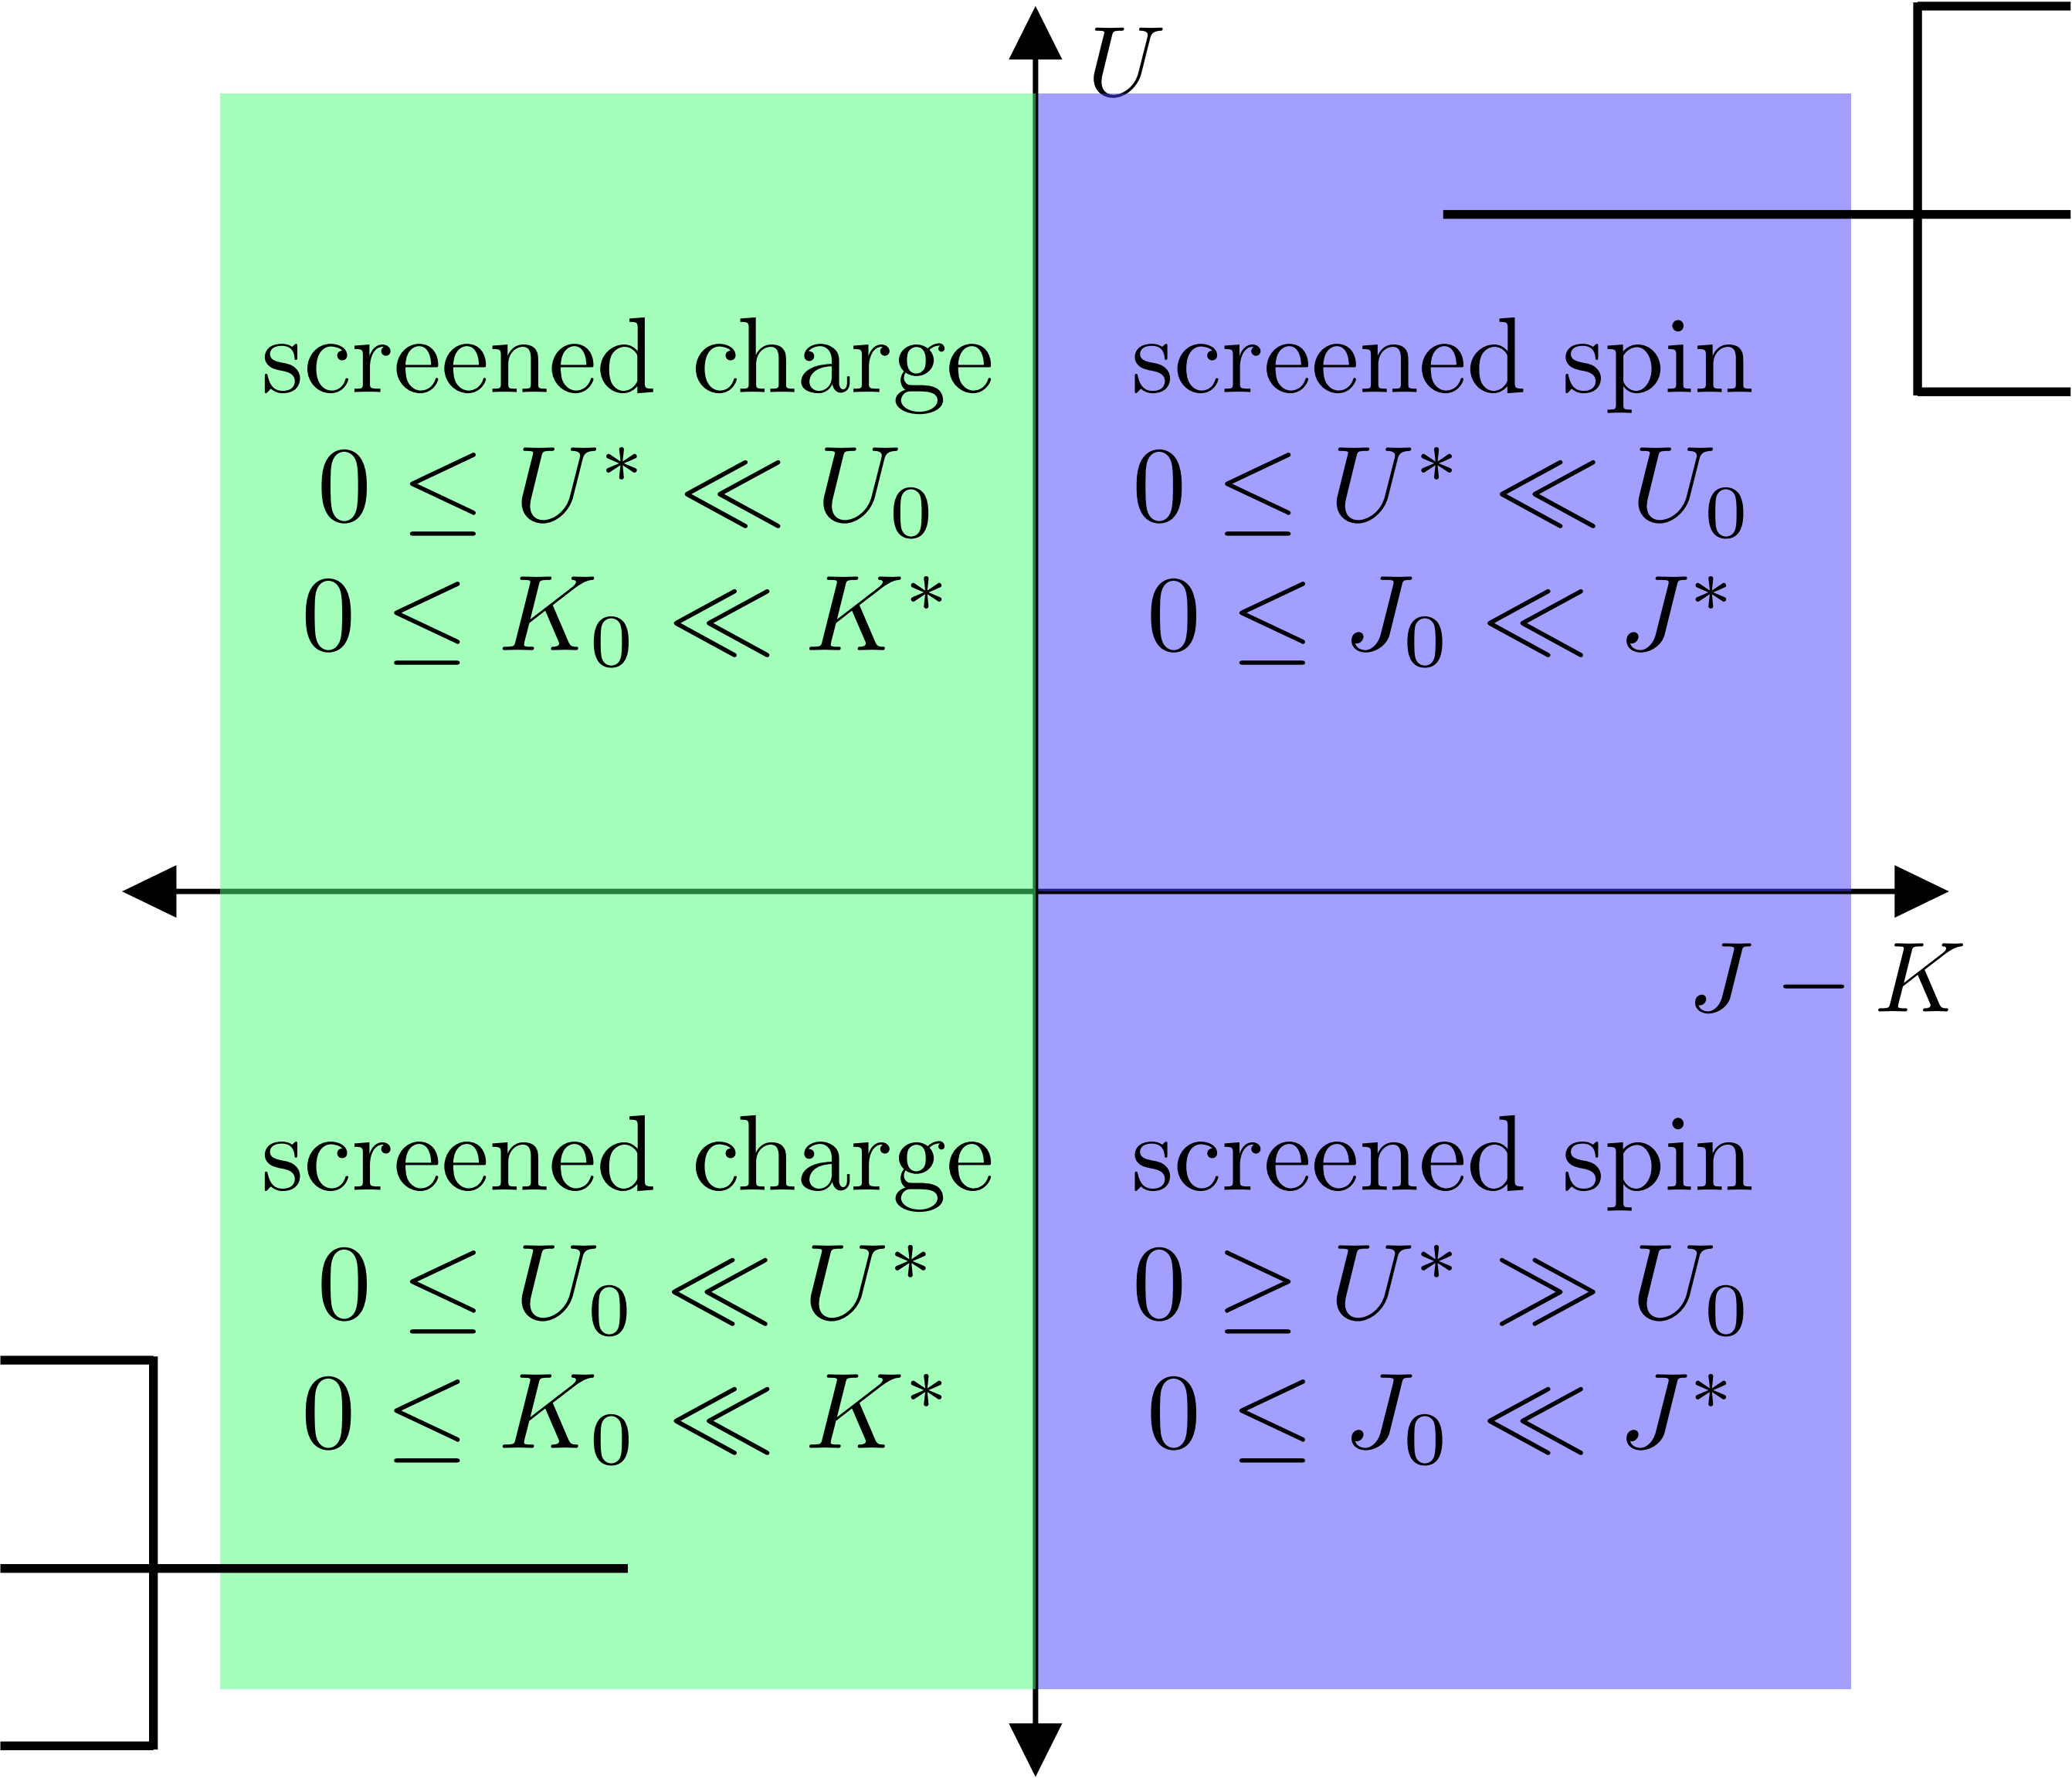 U
screened charge
0 ≤ U* ≪ U₀
0 ≤ K₀ ≪ K*
screened spin
0 ≤ U* ≪ U₀
0 ≤ J₀ ≪ J*
J − K
screened charge
0 ≤ U₀ ≪ U*
0 ≤ K₀ ≪ K*
screened spin
0 ≥ U* ≫ U₀
0 ≤ J₀ ≪ J*